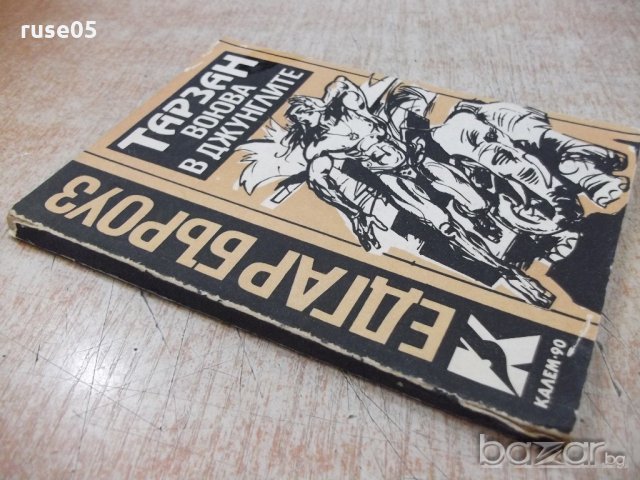 ruse05
ТАРЗАН
ВОЮВА
В ДЖУНГЛИТЕ
ЕДГАР БЪРОУЗ
КАЛЕМ-90
bazar.bg